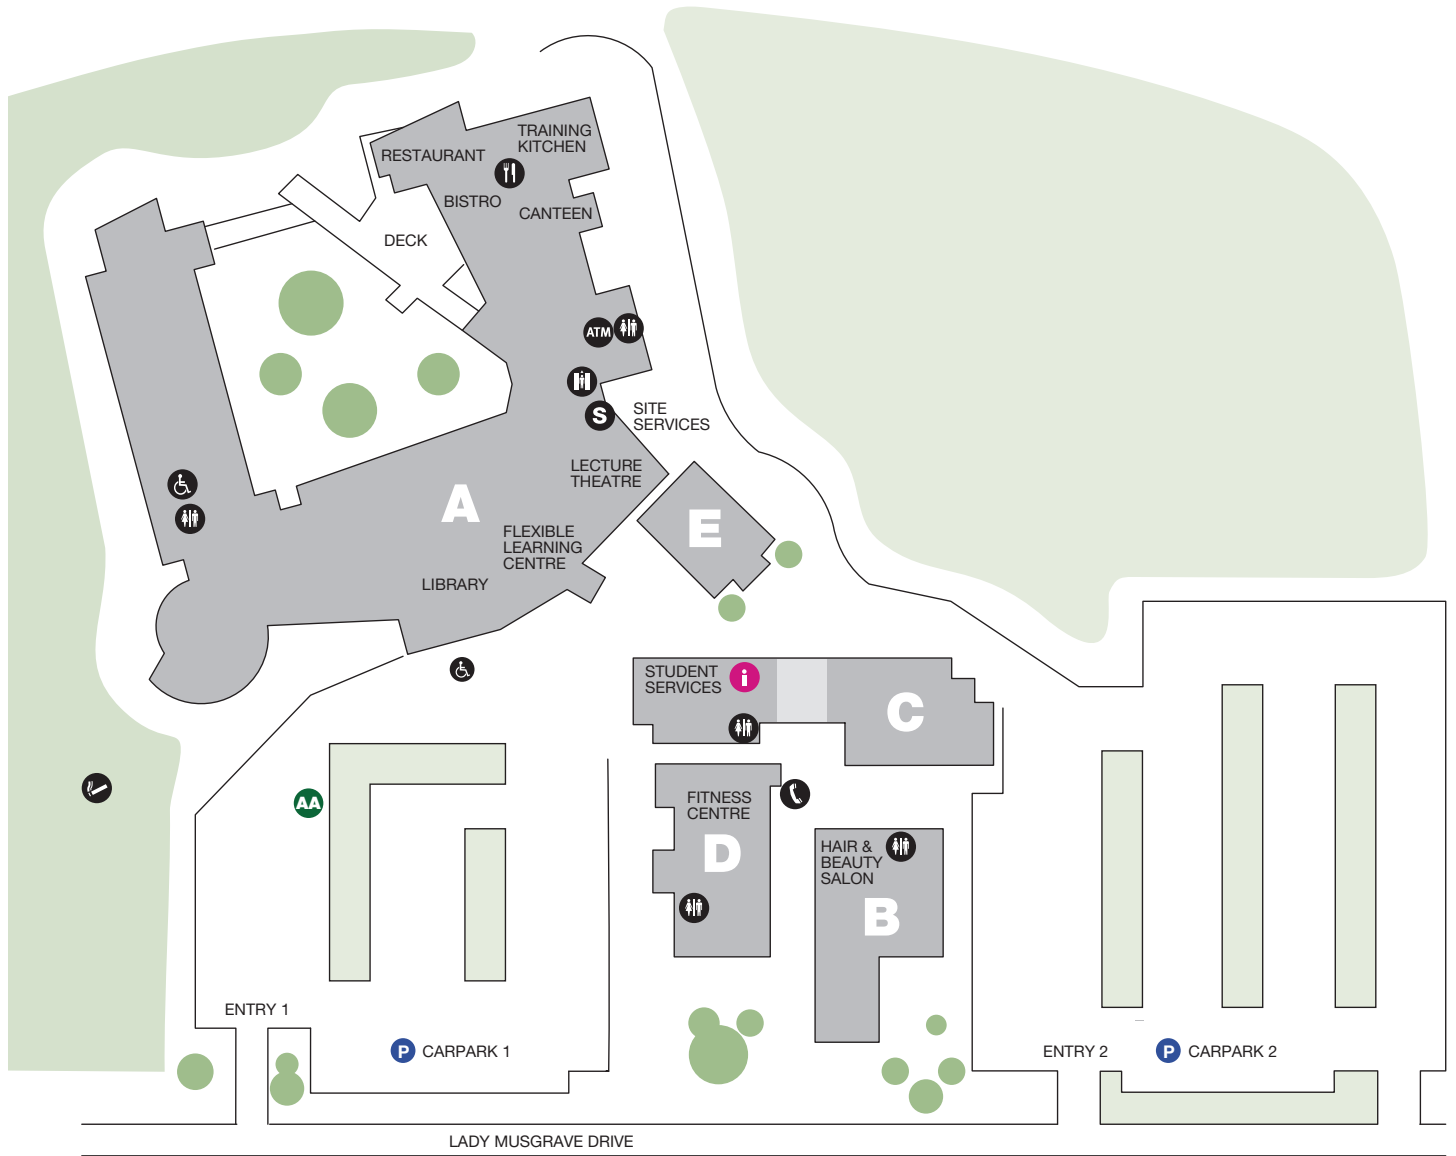 TRAINING
KITCHEN
RESTAURANT
BISTRO
CANTEEN
DECK
ATM
S
SITE
SERVICES
LECTURE
THEATRE
A
E
FLEXIBLE
LEARNING
CENTRE
LIBRARY
STUDENT
SERVICES
i
C
AA
FITNESS
CENTRE
D
HAIR &
BEAUTY
SALON
B
ENTRY 1
P CARPARK 1
ENTRY 2
P CARPARK 2
LADY MUSGRAVE DRIVE